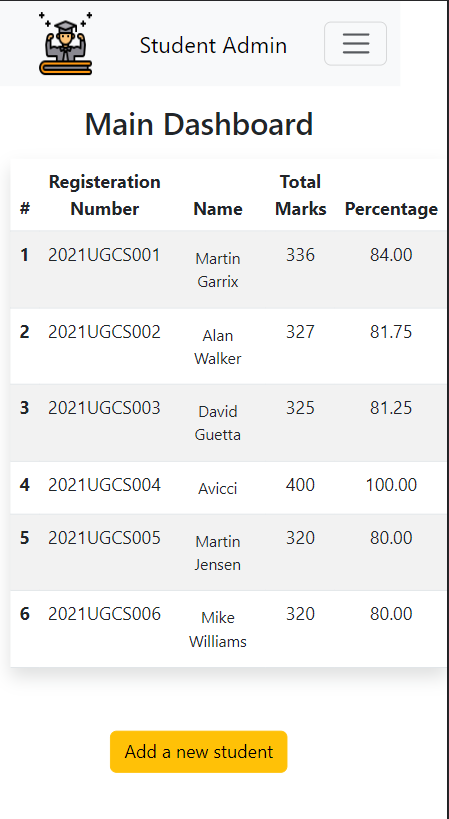 Student Admin
Main Dashboard
# Registeration Number Name Total Marks Percentage
1 2021UGCS001 Martin Garrix 336 84.00
2 2021UGCS002 Alan Walker 327 81.75
3 2021UGCS003 David Guetta 325 81.25
4 2021UGCS004 Avicci 400 100.00
5 2021UGCS005 Martin Jensen 320 80.00
6 2021UGCS006 Mike Williams 320 80.00
Add a new student